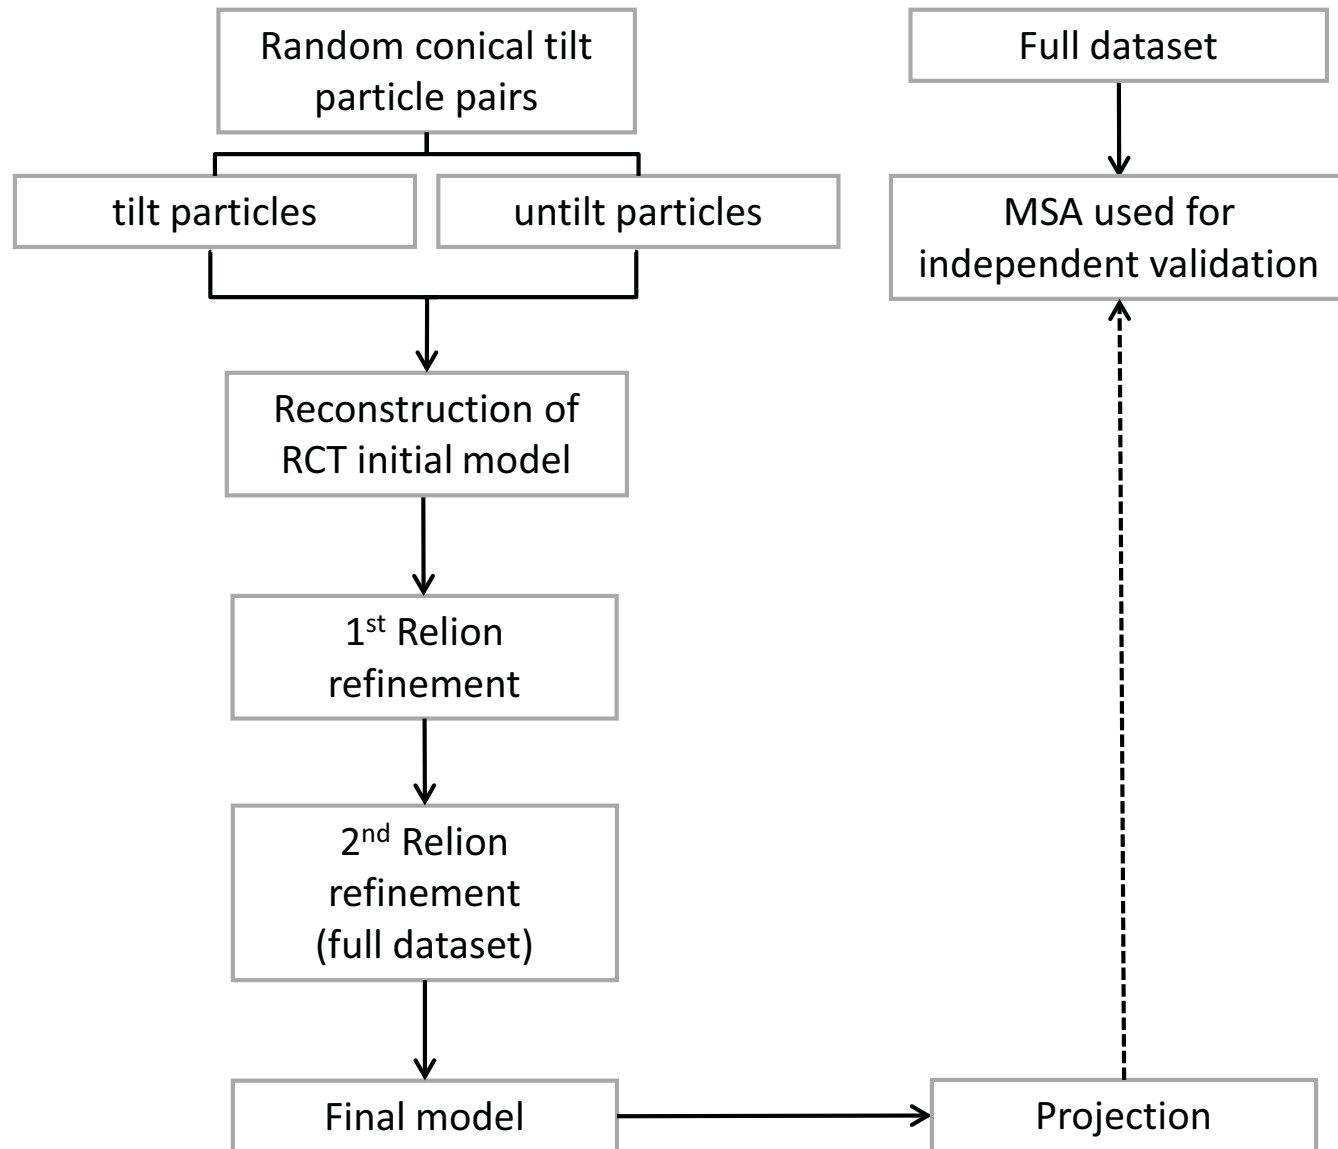 Random conical tilt
particle pairs
Full dataset
tilt particles
untilt particles
MSA used for
independent validation
Reconstruction of
RCT initial model
1st Relion
refinement
2nd Relion
refinement
(full dataset)
Final model
Projection